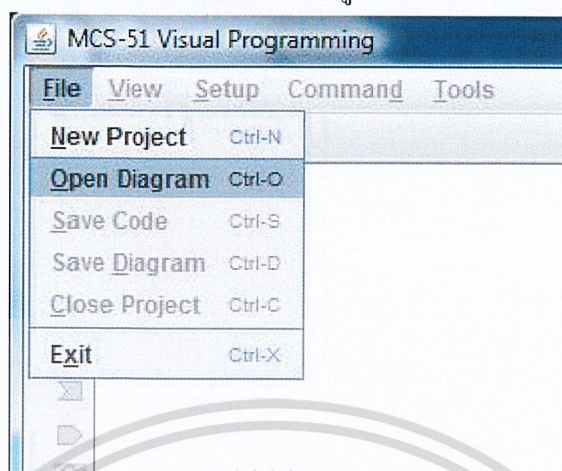 MCS-51 Visual Programming
File View Setup Command Tools
New Project Ctrl-N
Open Diagram Ctrl-O
Save Code Ctrl-S
Save Diagram Ctrl-D
Close Project Ctrl-C
Exit Ctrl-X